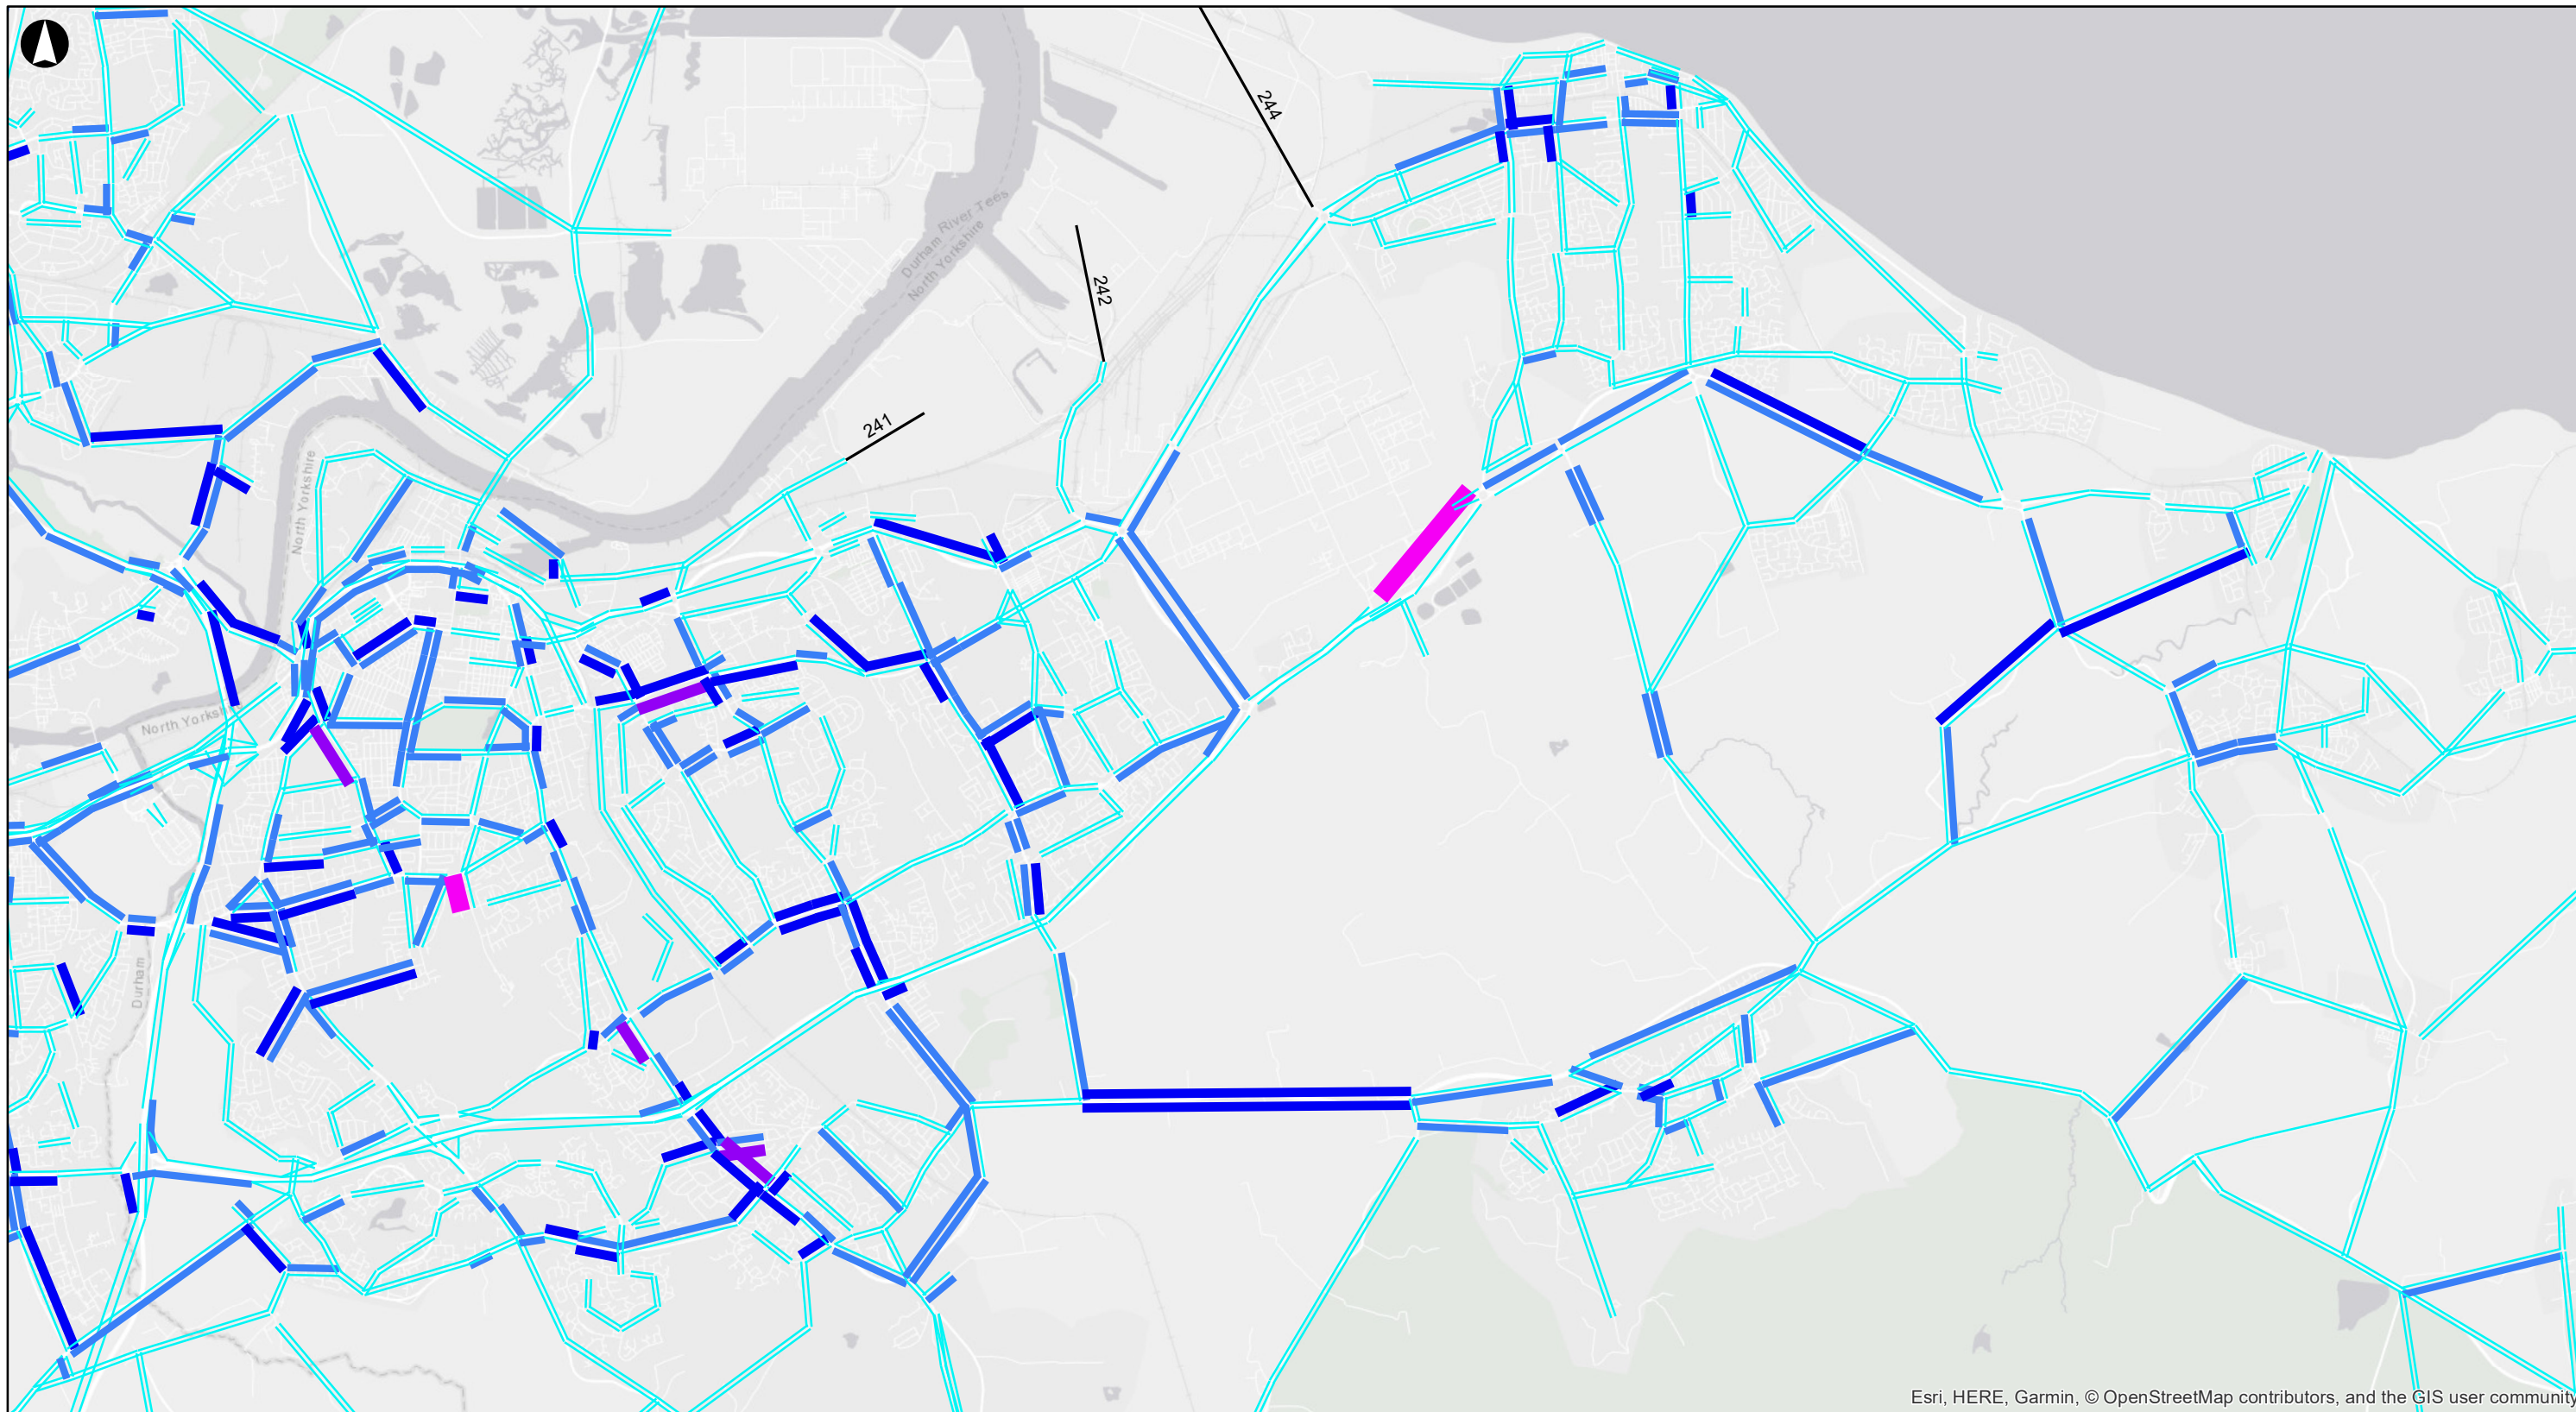 244
Durham River Tees
North Yorkshire
242
241
North Yorkshire
North Yorksh
Durham
Esri, HERE, Garmin, © OpenStreetMap contributors, and the GIS user community